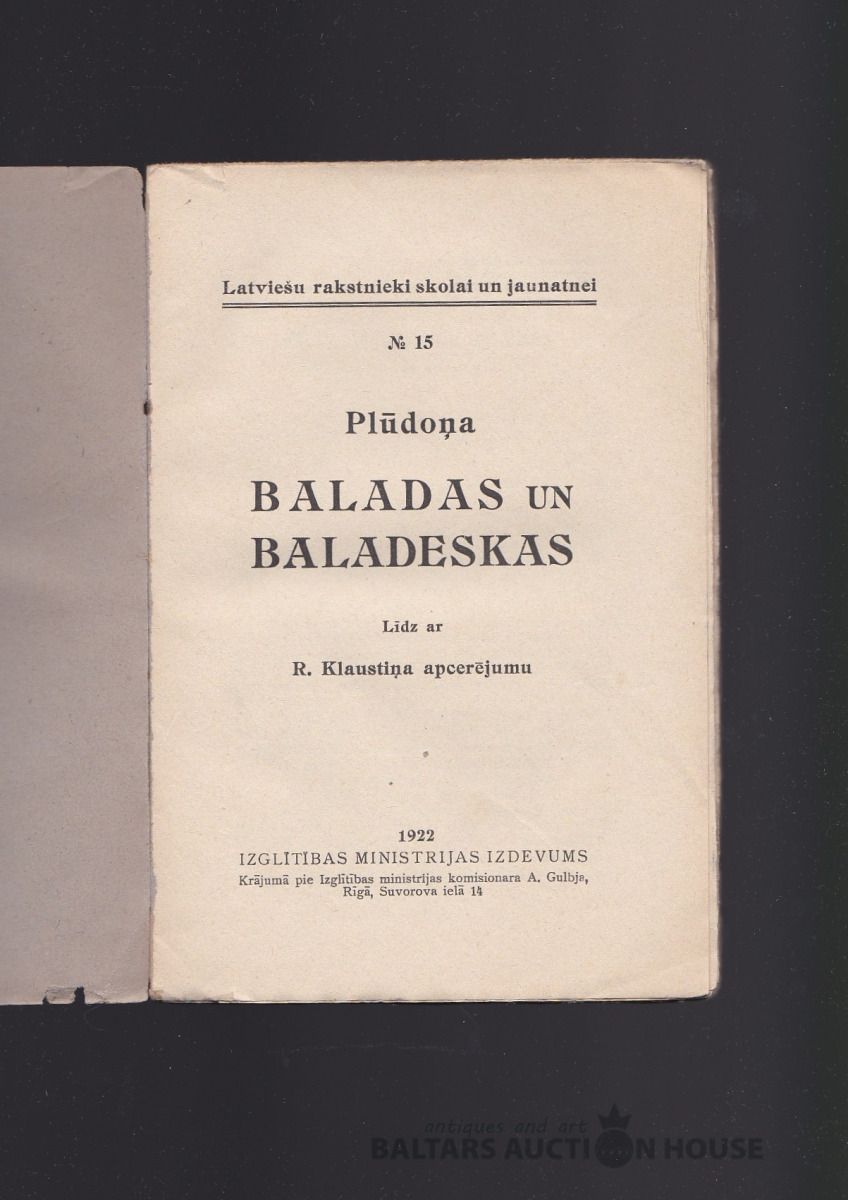 Latviešu rakstnieki skolai un jaunatnei
№ 15
Plūdoņa
BALADAS UN
BALADESKAS
Līdz ar
R. Klaustiņa apcerējumu
1922
IZGLĪTĪBAS MINISTRIJAS IZDEVUMS
Krājumā pie Izglītības ministrijas komisionara A. Gulbja,
Rīgā, Suvorova ielā 14
antiques and art
BALTARS AUCTION HOUSE